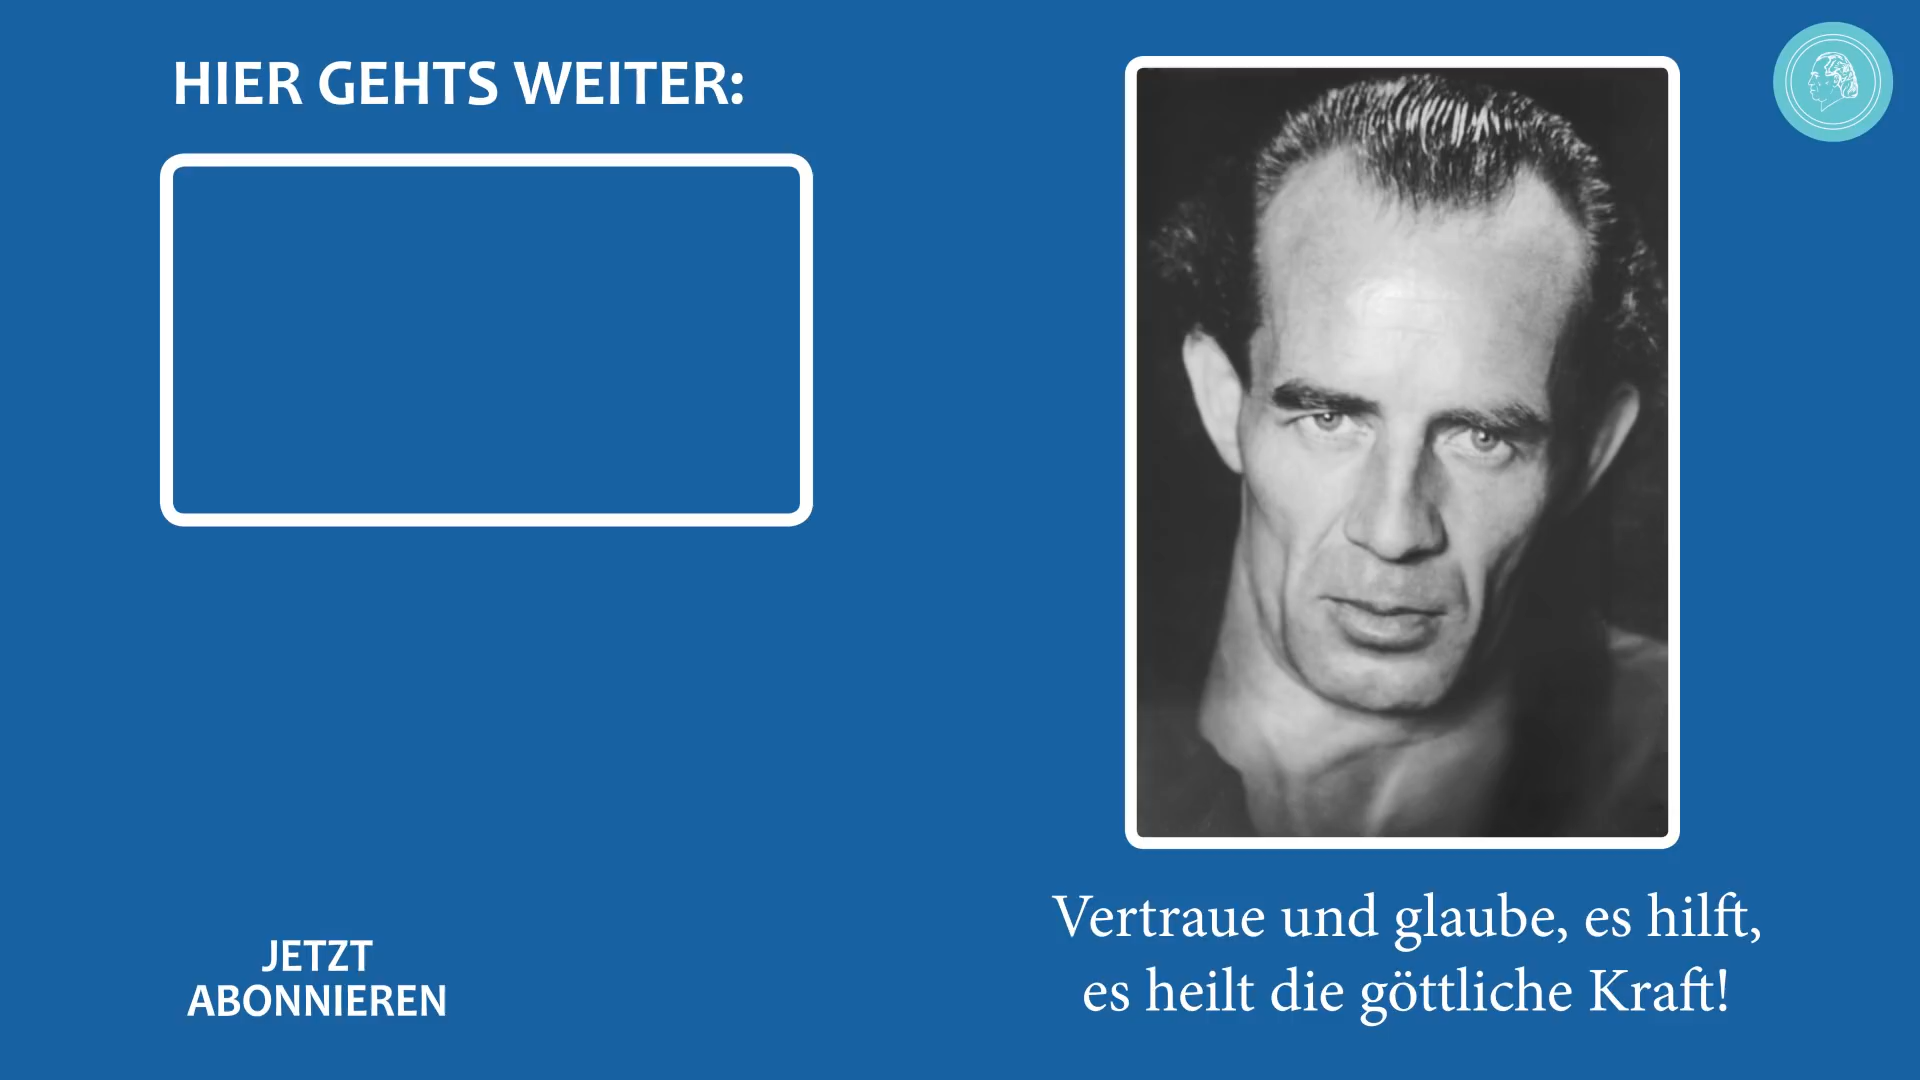 HIER GEHTS WEITER:
JETZT
ABONNIEREN
Vertraue und glaube, es hilft,
es heilt die göttliche Kraft!